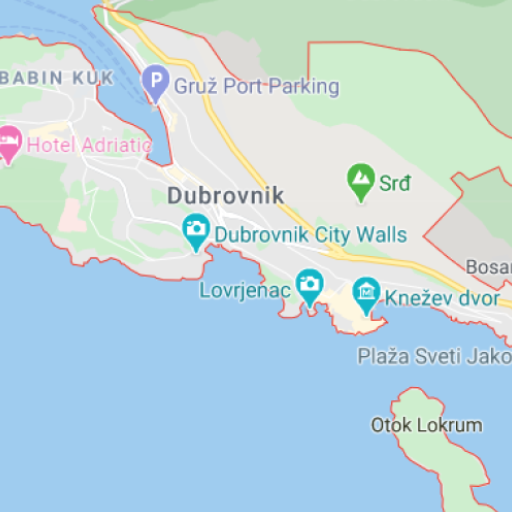 BABIN KUK
P
Gruž Port Parking
Hotel Adriatic
Srđ
Dubrovnik
Dubrovnik City Walls
Bosan
Lovrjenac
Knežev dvor
Plaža Sveti Jako
Otok Lokrum